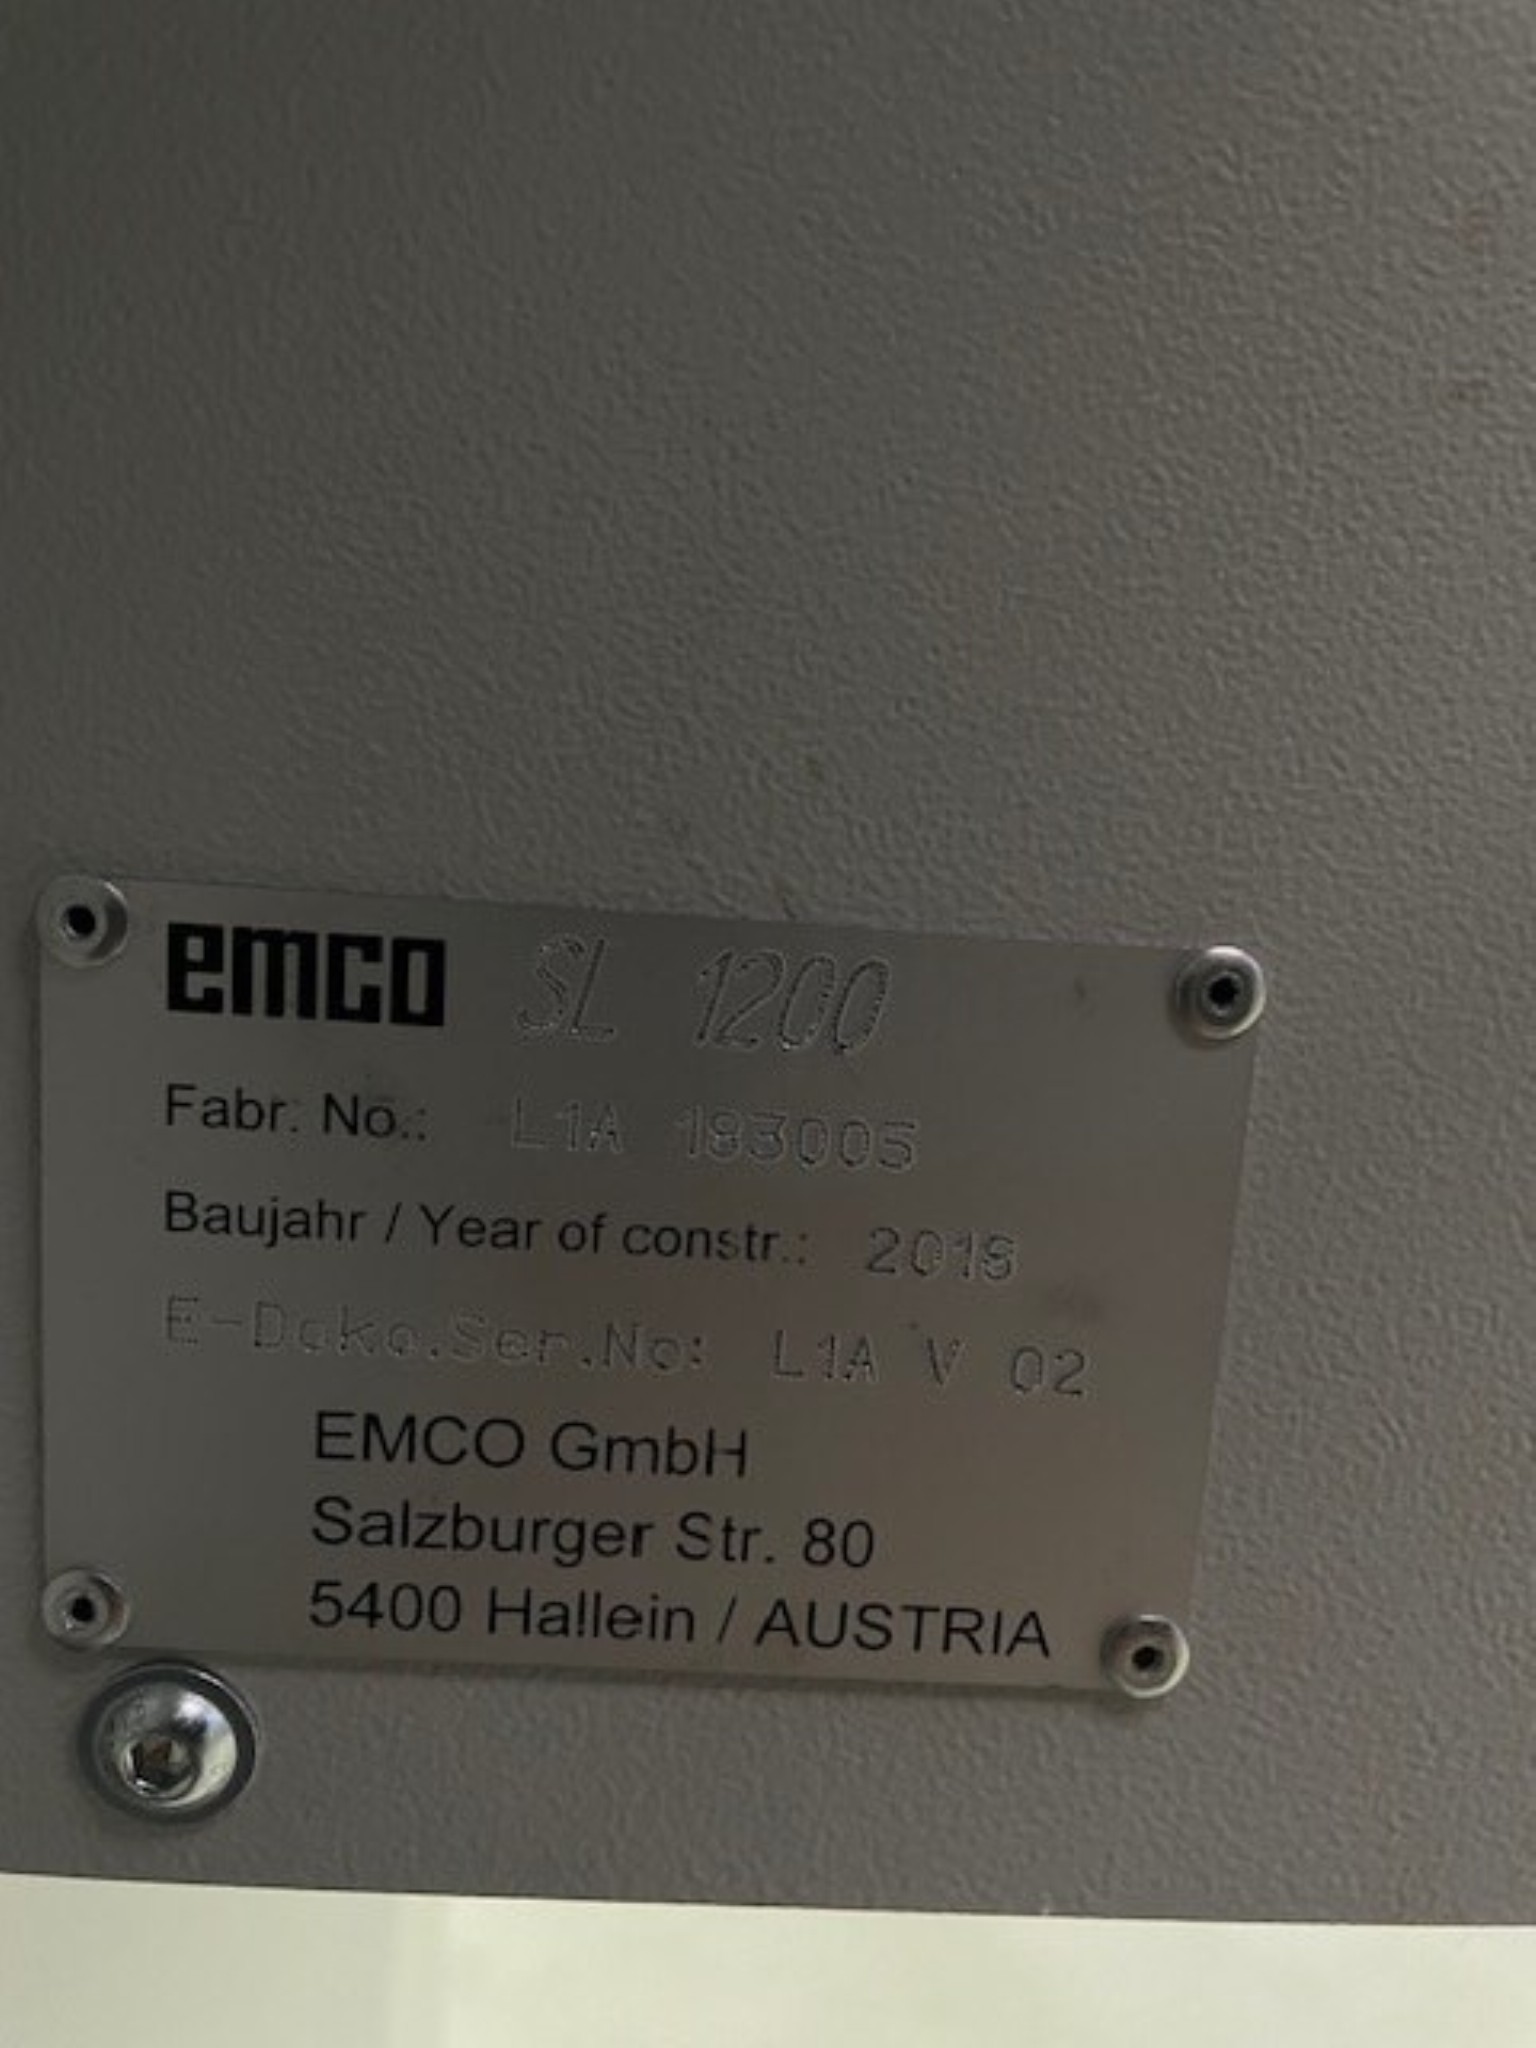 emco SL 1200
Fabr. No.: L1A 183005
Baujahr / Year of constr.: 2018
E-Doko.Ser.No: L1A V 02
EMCO GmbH
Salzburger Str. 80
5400 Hallein / AUSTRIA